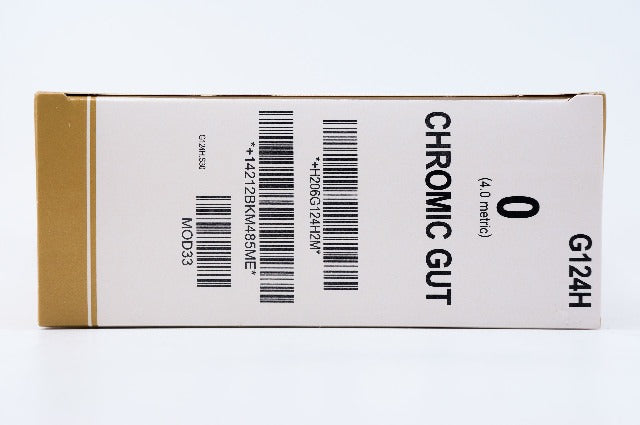 G124H
0
(4.0 metric)
CHROMIC GUT
*+H206G124H2M*
*+14212BKM485ME*
MOD33